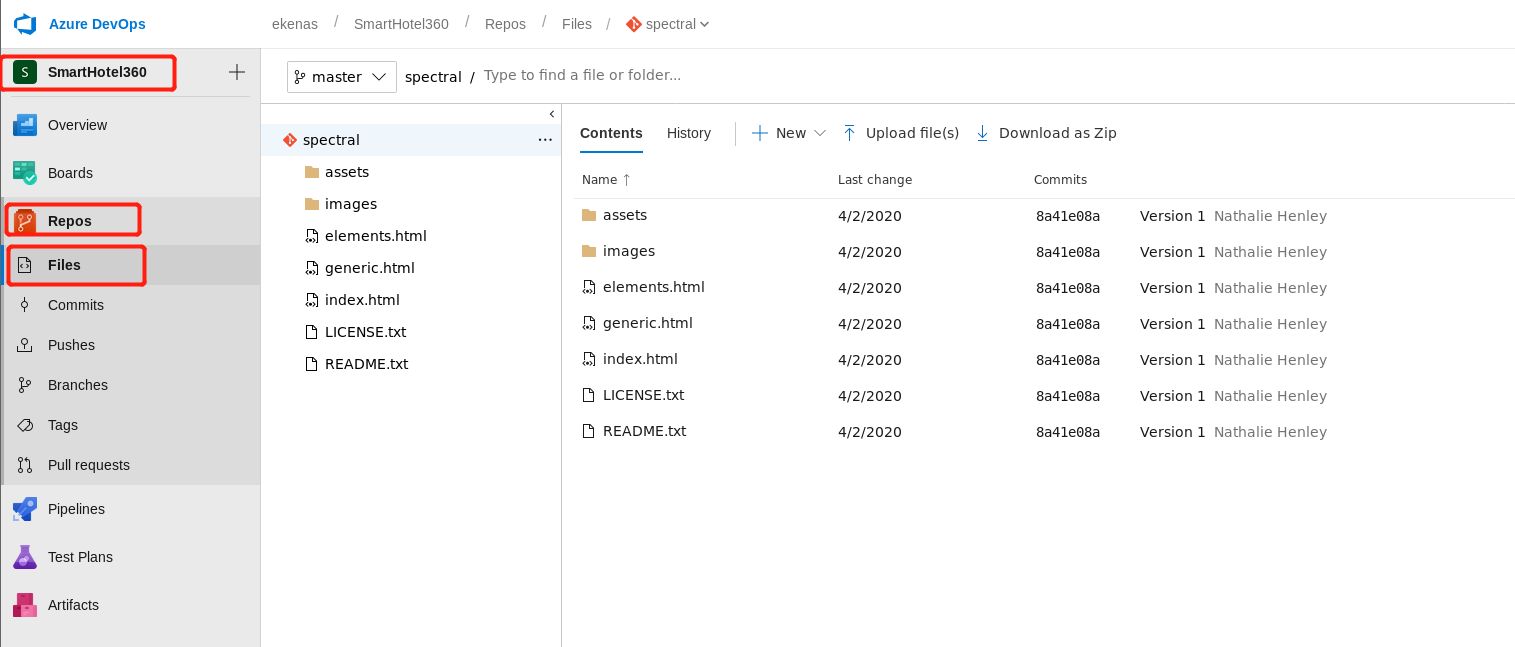 Azure DevOps
ekenas / SmartHotel360 / Repos / Files / spectral
S SmartHotel360
master spectral / Type to find a file or folder...
Overview
Boards
Repos
Files
Commits
Pushes
Branches
Tags
Pull requests
Pipelines
Test Plans
Artifacts
spectral ...
assets
images
elements.html
generic.html
index.html
LICENSE.txt
README.txt
Contents History New Upload file(s) Download as Zip
Name ↑ Last change Commits
assets 4/2/2020 8a41e08a Version 1 Nathalie Henley
images 4/2/2020 8a41e08a Version 1 Nathalie Henley
elements.html 4/2/2020 8a41e08a Version 1 Nathalie Henley
generic.html 4/2/2020 8a41e08a Version 1 Nathalie Henley
index.html 4/2/2020 8a41e08a Version 1 Nathalie Henley
LICENSE.txt 4/2/2020 8a41e08a Version 1 Nathalie Henley
README.txt 4/2/2020 8a41e08a Version 1 Nathalie Henley